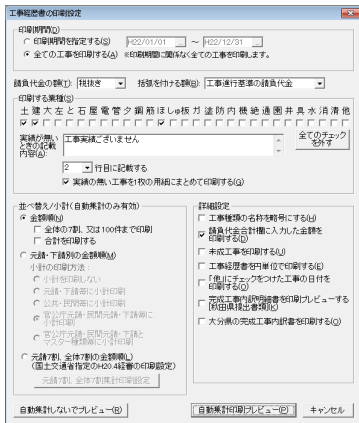 工事経歴書の印刷設定
印刷期間(D)
印刷期間を指定する(S) H22/01/01 ～ H22/12/31
全ての工事を印刷する(A) ※印刷期間に関係なく全ての工事を印刷します。
請負代金の額(T): 税抜き 括弧を付ける額(B): 工事進行基準の請負代金
印刷する業種(S)
土 建 大 左 と 石 屋 電 管 タ 鋼 筋 ほ しゅ 板 ガ 塗 防 内 機 絶 通 園 井 具 水 消 清 他
実績が無いときの記載内容(A): 工事実績ございません
全てのチェックを外す
2 行目に記載する
実績の無い工事を1枚の用紙にまとめて印刷する(G)
並べ替え/小計(自動集計のみ有効)
金額順(N)
全体の7割、又は100件まで印刷
合計を印刷する
元請・下請別の金額順(M)
小計の印刷方法:
小計を印刷しない
元請・下請毎に小計印刷
公共・民間毎に小計印刷
官公庁元請・民間元請・下請毎に
小計印刷
官公庁元請・民間元請・下請と
マスター種類毎に小計印刷
元請7割、全体7割の金額順(L)
(国土交通省指定のH20.4経審の印刷設定)
元請7割、全体7割集計印刷設定
詳細設定
工事種類の名称を略号にする(H)
請負代金合計欄に入力した金額を
印刷する(D)
未成工事を印刷する(U)
工事経歴書を円単位で印刷する(E)
「他」にチェックをつけた工事の日付を
印刷する(O)
完成工事内訳明細書を印刷プレビューする
[秋田県提出書類](K)
大分県の完成工事内訳書を印刷する(O)
自動集計しないでプレビュー(R)
自動集計印刷プレビュー(P)
キャンセル